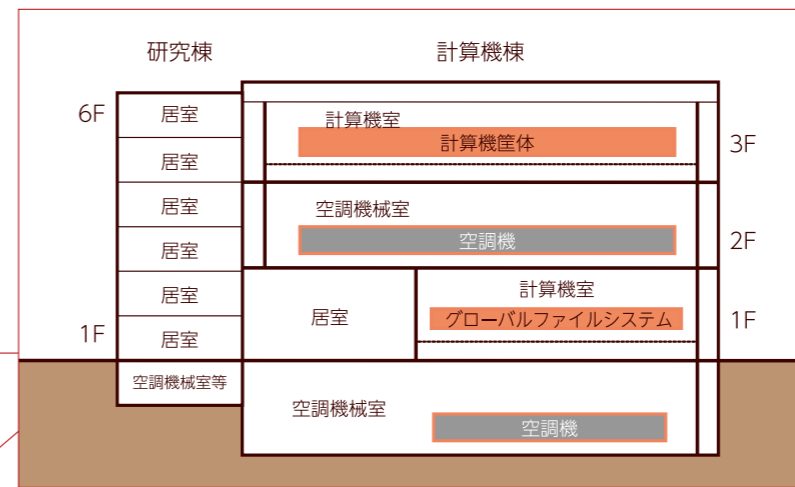 研究棟
計算機棟
6F
居室
居室
居室
居室
居室
1F
居室
空調機械室等
計算機室
計算機筐体
3F
空調機械室
空調機
2F
居室
計算機室
グローバルファイルシステム
1F
空調機械室
空調機